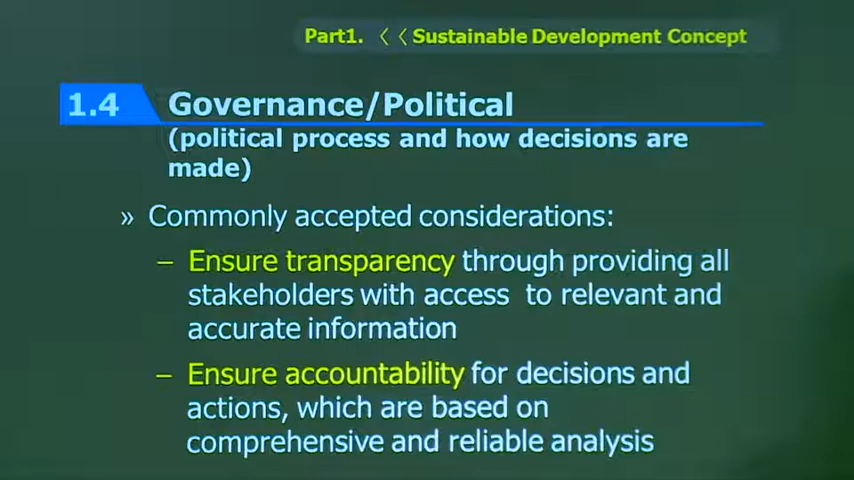 Part1. 〈〈 Sustainable Development Concept
1.4 Governance/Political
(political process and how decisions are
made)
» Commonly accepted considerations:
– Ensure transparency through providing all
stakeholders with access to relevant and
accurate information
– Ensure accountability for decisions and
actions, which are based on
comprehensive and reliable analysis